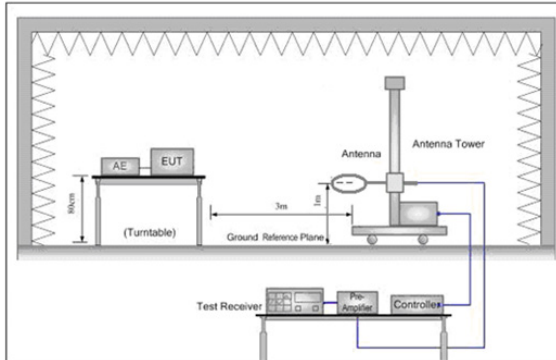 AE
EUT
80cm
(Turntable)
3m
Antenna
Antenna Tower
1m
Ground Reference Plane
Test Receiver
Pre-
Amplifier
Controller